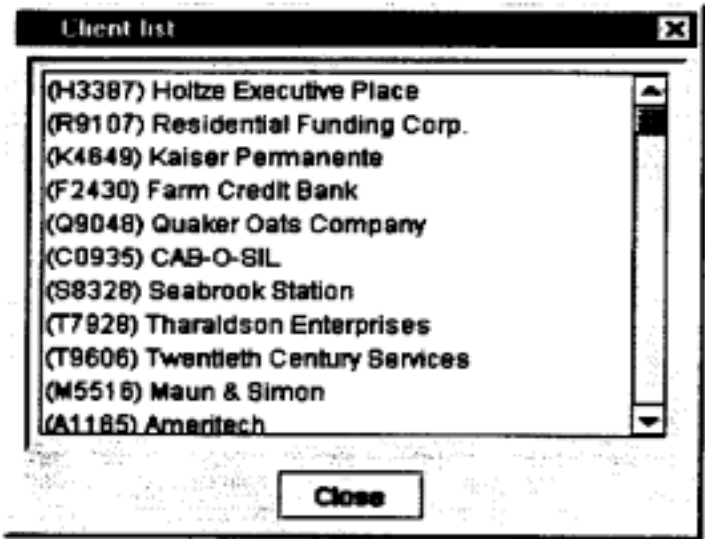 Client list
(H3387) Holtze Executive Place
(R9107) Residential Funding Corp.
(K4649) Kaiser Permanente
(F2430) Farm Credit Bank
(Q9048) Quaker Oats Company
(C0935) CAB-O-SIL
(S8328) Seabrook Station
(T7928) Tharaldson Enterprises
(T9606) Twentieth Century Services
(M5516) Maun & Simon
(A1165) Ameritech
Close